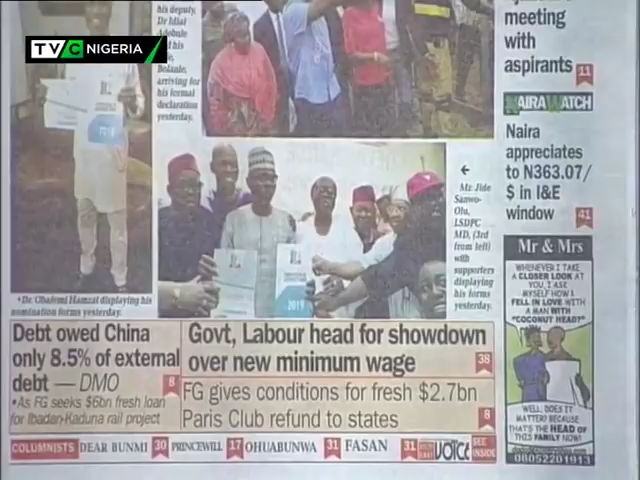 TVC NIGERIA
his deputy,
Dr Idiat
Adebule
and his
Bolanle,
arriving for
his formal
declaration
yesterday.
meeting
with
aspirants
11
NAIRA WATCH
Naira
appreciates
to N363.07/
$ in I&E
window
41
2019
2019
Mr. Jide
Sanwo-
Olu,
LSDPC
MD, (3rd
from left)
with
supporters
displaying
his forms
yesterday.
• Dr. Obafemi Hamzat displaying his
nomination forms yesterday.
Mr & Mrs
WHENEVER I TAKE
A CLOSER LOOK AT
YOU, I ASK
MYSELF HOW I
FELL IN LOVE WITH
A MAN WITH
"COCONUT HEAD?"
WELL, DOES IT
MATTER? BECAUSE
THAT'S THE HEAD OF
THIS FAMILY NOW!
08052201913
Debt owed China
only 8.5% of external
debt — DMO
8
•As FG seeks $6bn fresh loan
for Ibadan-Kaduna rail project
Govt, Labour head for showdown
over new minimum wage
38
FG gives conditions for fresh $2.7bn
Paris Club refund to states
8
COLUMNISTS DEAR BUNMI 30 PRINCEWILL 17 OHUABUNWA 31 FASAN 31 VOICE SEE INSIDE